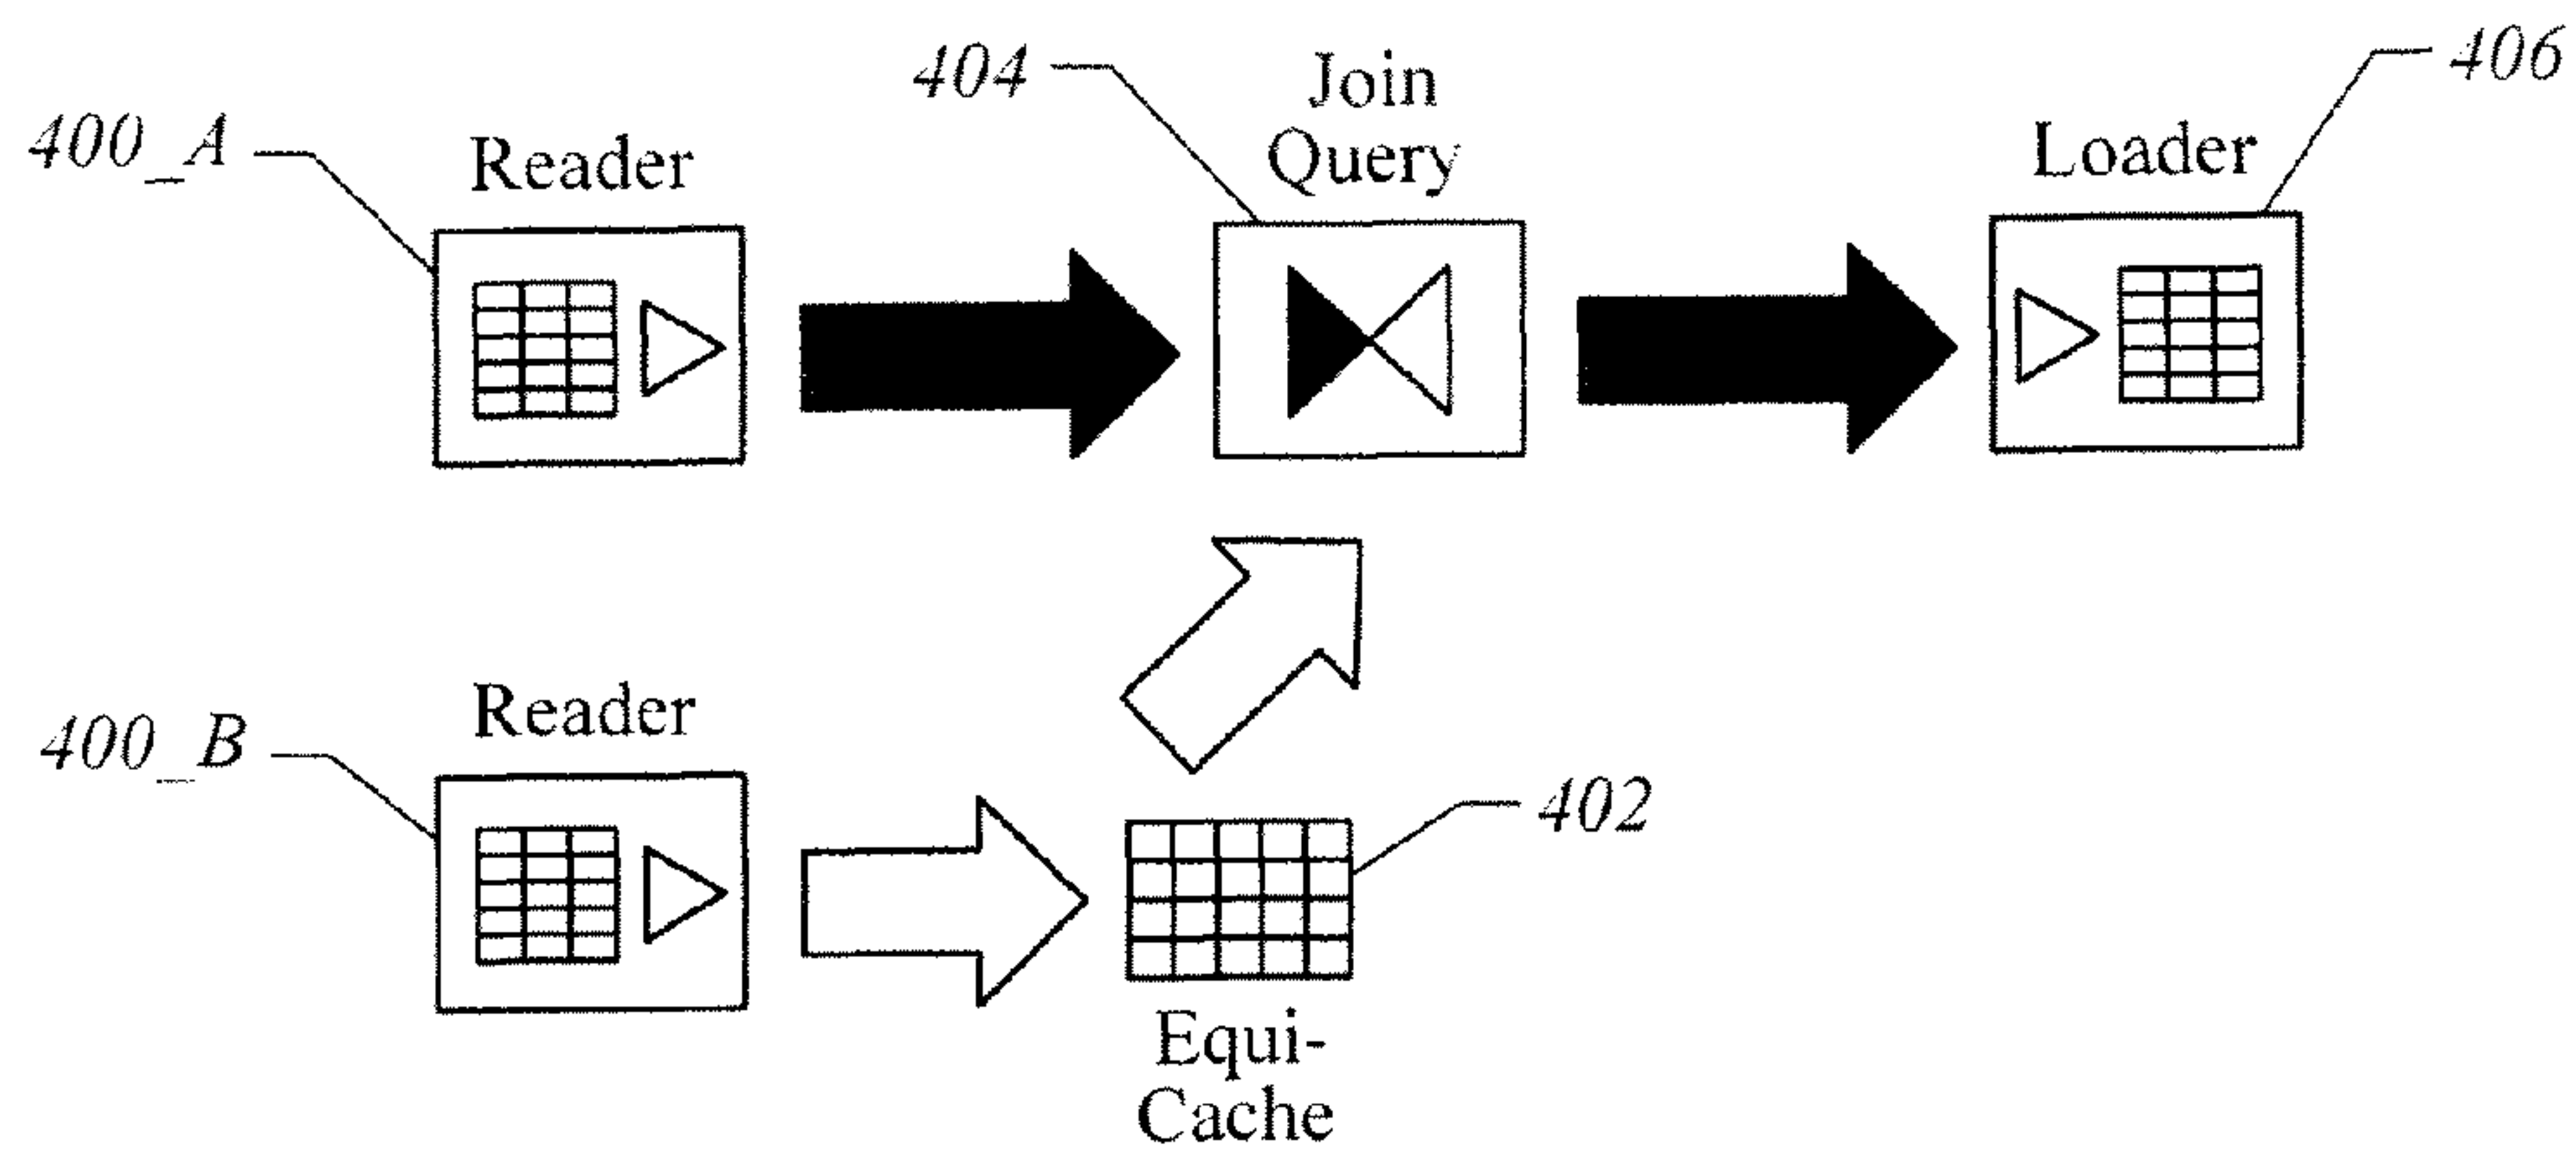 404
Join
Query
406
400_A
Reader
Loader
400_B
Reader
402
Equi-
Cache